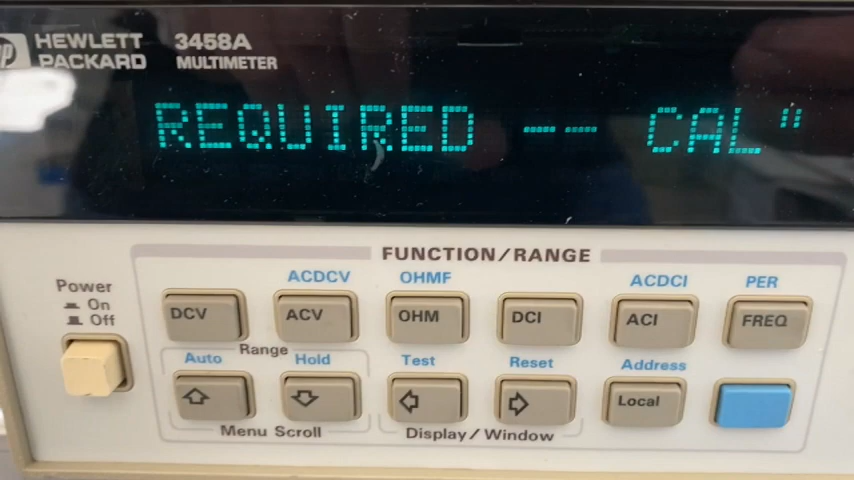 hp HEWLETT PACKARD 3458A MULTIMETER
REQUIRED -- CAL"
FUNCTION/RANGE
Power
On
Off
ACDCV OHMF ACDCI PER
DCV ACV OHM DCI ACI FREQ
Auto Range Hold Test Reset Address
Local
Menu Scroll Display/Window